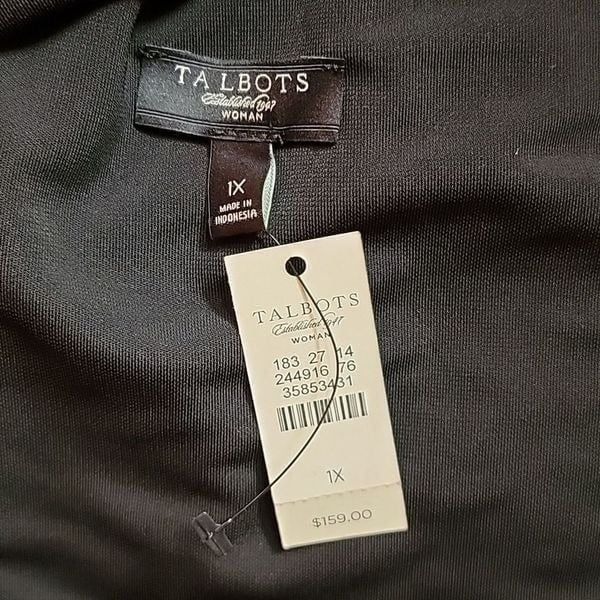 TALBOTS
Established 1947
WOMAN
1X
MADE IN
INDONESIA
TALBOTS
Established 1947
WOMAN
183 27 14
244916 76
35853431
1X
$159.00